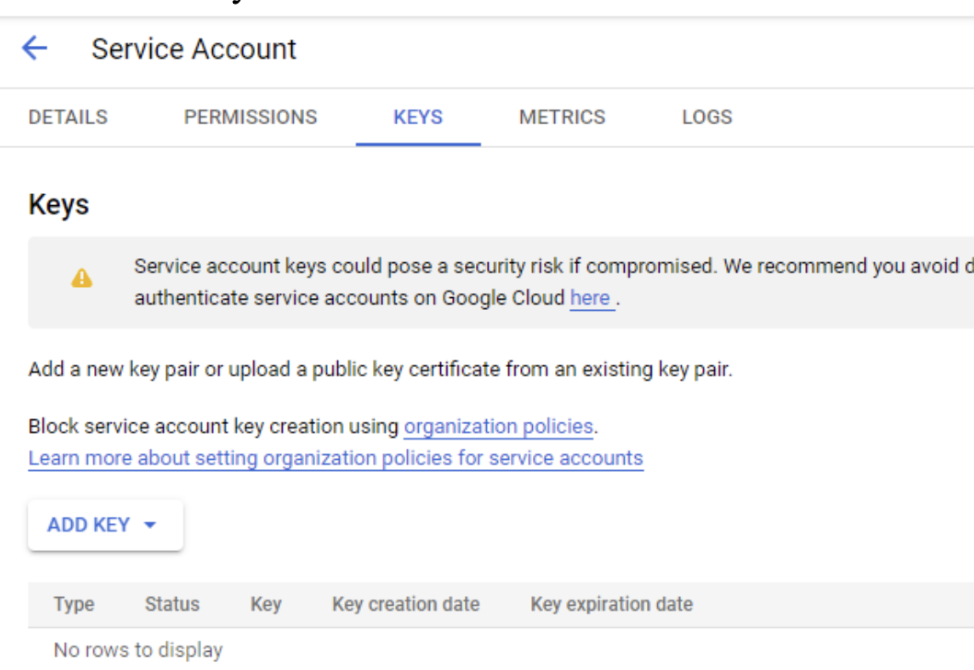 Service Account
DETAILS PERMISSIONS KEYS METRICS LOGS
Keys
Service account keys could pose a security risk if compromised. We recommend you avoid
authenticate service accounts on Google Cloud here .
Add a new key pair or upload a public key certificate from an existing key pair.
Block service account key creation using organization policies.
Learn more about setting organization policies for service accounts
ADD KEY
Type Status Key Key creation date Key expiration date
No rows to display